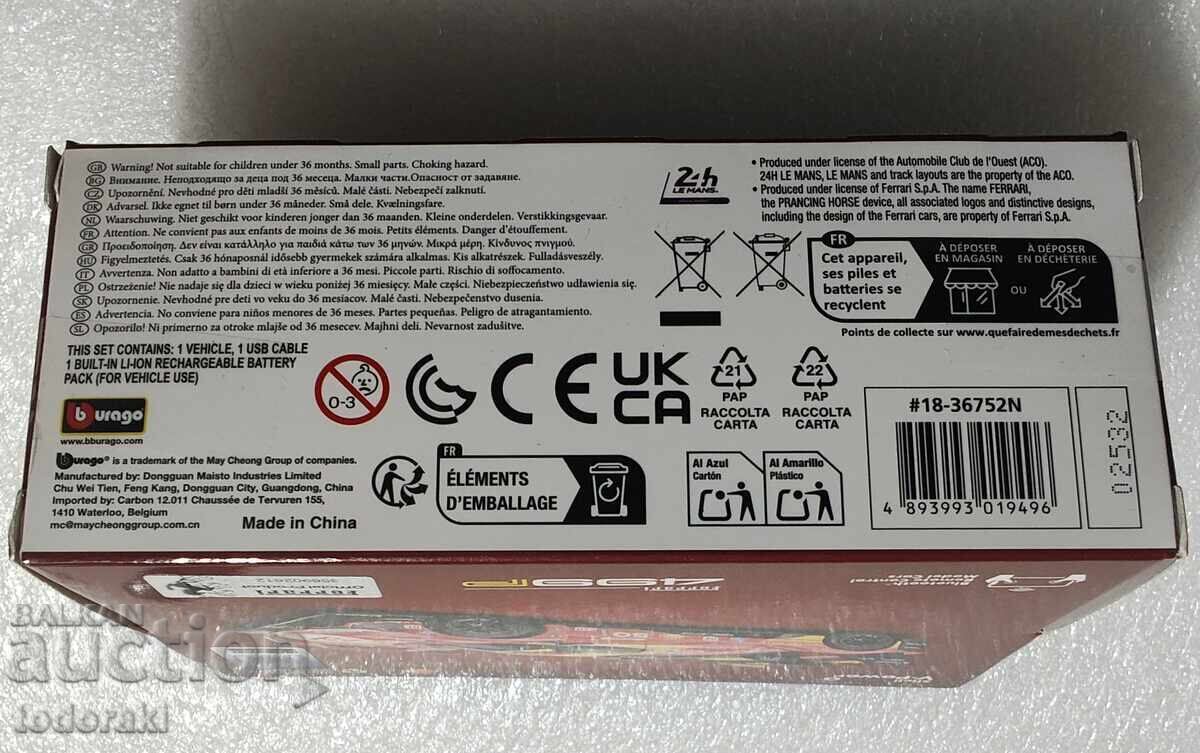 GB Warning! Not suitable for children under 36 months. Small parts. Choking hazard.
BG Внимание. Неподходящо за деца под 36 месеца. Малки части.Опасност от задавяне.
CZ Upozornění. Nevhodné pro děti mladší 36 měsíců. Malé části. Nebezpečí zalknutí.
DK Advarsel. Ikke egnet til børn under 36 måneder. Små dele. Kvælningsfare.
NL Waarschuwing. Niet geschikt voor kinderen jonger dan 36 maanden. Kleine onderdelen. Verstikkingsgevaar.
FR Attention. Ne convient pas aux enfants de moins de 36 mois. Petits éléments. Danger d'étouffement.
GR Προειδοποίηση. Δεν είναι κατάλληλο για παιδιά κάτω των 36 μηνών. Μικρά μέρη. Κίνδυνος πνιγμού.
HU Figyelmeztetés. Csak 36 hónaposnál idősebb gyermekek számára alkalmas. Kis alkatrészek. Fulladásveszély.
IT Avvertenza. Non adatto a bambini di età inferiore a 36 mesi. Piccole parti. Rischio di soffocamento.
PL Ostrzeżenie! Nie nadaje się dla dzieci w wieku poniżej 36 miesięcy. Małe części. Niebezpieczeństwo udławienia się.
SK Upozornenie. Nevhodné pre deti vo veku do 36 mesiacov. Malé časti. Nebezpečenstvo dusenia.
ES Advertencia. No conviene para niños menores de 36 meses. Partes pequeñas. Peligro de atragantamiento.
SL Opozorilo! Ni primerno za otroke mlajše od 36 mesecev. Majhni deli. Nevarnost zadušitve.
THIS SET CONTAINS: 1 VEHICLE, 1 USB CABLE
1 BUILT-IN LI-ION RECHARGEABLE BATTERY
PACK (FOR VEHICLE USE)
0-3
CE
UK
CA
24h
LE MANS
• Produced under license of the Automobile Club de l'Ouest (ACO).
24H LE MANS, LE MANS and track layouts are the property of the ACO.
• Produced under license of Ferrari S.p.A. The name FERRARI,
the PRANCING HORSE device, all associated logos and distinctive designs,
including the design of the Ferrari cars, are property of Ferrari S.p.A.
FR
Cet appareil,
ses piles et
batteries se
recyclent
À DÉPOSER
EN MAGASIN
OU
À DÉPOSER
EN DÉCHÈTERIE
Points de collecte sur www.quefairedemesdechets.fr
21
PAP
RACCOLTA
CARTA
22
PAP
RACCOLTA
CARTA
#18-36752N
4 893993 019496
02532
burago
www.bburago.com
burago® is a trademark of the May Cheong Group of companies.
Manufactured by: Dongguan Maisto Industries Limited
Chu Wei Tien, Feng Kang, Dongguan City, Guangdong, China
Imported by: Carbon 12.011 Chaussée de Tervuren 155,
1410 Waterloo, Belgium
mc@maycheonggroup.com.cn
Made in China
FR
ÉLÉMENTS
D'EMBALLAGE
Al Azul
Cartón
Al Amarillo
Plástico
Ferrari
Official Product
499P
FERRARI
Bluetooth
Remote Control
Model Cars
BALKAN
auction
todoraki